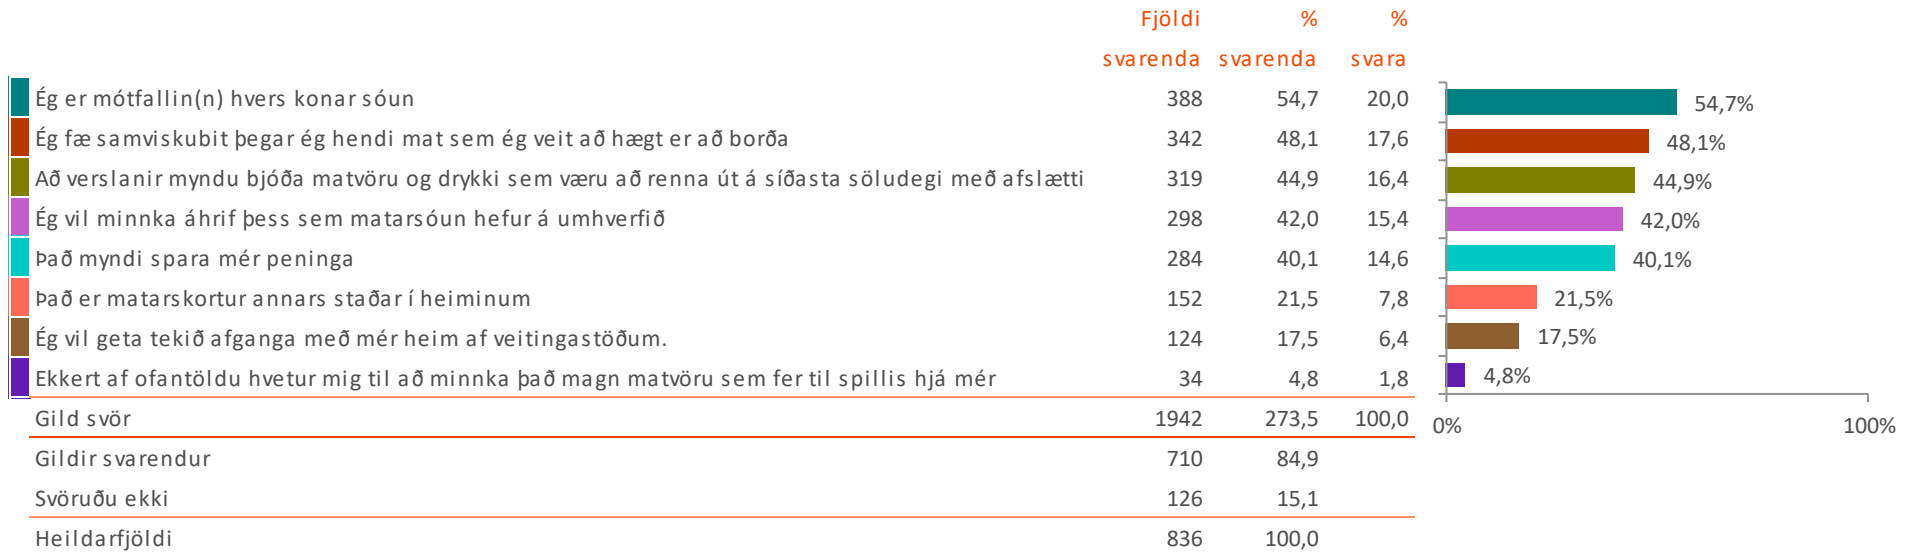 Fjöldi % %
svarenda svarenda svara
Ég er mótfallin(n) hvers konar sóun 388 54,7 20,0 54,7%
Ég fæ samviskubit þegar ég hendi mat sem ég veit að hægt er að borða 342 48,1 17,6 48,1%
Að verslanir myndu bjóða matvöru og drykki sem væru að renna út á síðasta söludegi með afslætti 319 44,9 16,4 44,9%
Ég vil minnka áhrif þess sem matarsóun hefur á umhverfið 298 42,0 15,4 42,0%
Það myndi spara mér peninga 284 40,1 14,6 40,1%
Það er matarskortur annars staðar í heiminum 152 21,5 7,8 21,5%
Ég vil geta tekið afganga með mér heim af veitingastöðum. 124 17,5 6,4 17,5%
Ekkert af ofantöldu hvetur mig til að minnka það magn matvöru sem fer til spillis hjá mér 34 4,8 1,8 4,8%
Gild svör 1942 273,5 100,0 0% 100%
Gildir svarendur 710 84,9
Svöruðu ekki 126 15,1
Heildarfjöldi 836 100,0